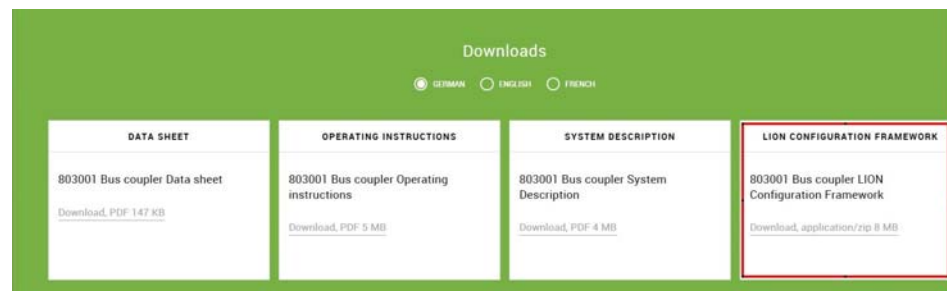 Downloads
GERMAN ENGLISH FRENCH
DATA SHEET
803001 Bus coupler Data sheet
Download, PDF 147 KB
OPERATING INSTRUCTIONS
803001 Bus coupler Operating
instructions
Download, PDF 5 MB
SYSTEM DESCRIPTION
803001 Bus coupler System
Description
Download, PDF 4 MB
LION CONFIGURATION FRAMEWORK
803001 Bus coupler LION
Configuration Framework
Download, application/zip 8 MB